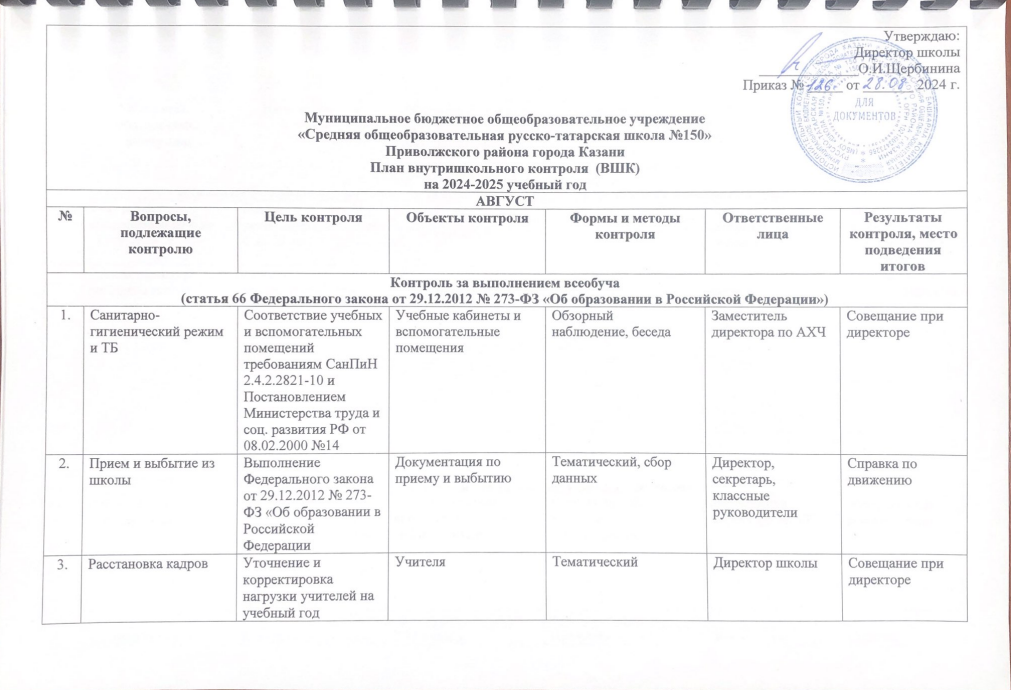 Утверждаю:
Директор школы
О.И.Щербинина
Приказ № 126 от 28.08 2024 г.
ДЛЯ
ДОКУМЕНТОВ
Муниципальное бюджетное общеобразовательное учреждение
«Средняя общеобразовательная русско-татарская школа №150»
Приволжского района города Казани
План внутришкольного контроля (ВШК)
на 2024-2025 учебный год
АВГУСТ
№
Вопросы,
подлежащие
контролю
Цель контроля
Объекты контроля
Формы и методы
контроля
Ответственные
лица
Результаты
контроля, место
подведения
итогов
Контроль за выполнением всеобуча
(статья 66 Федерального закона от 29.12.2012 № 273-ФЗ «Об образовании в Российской Федерации»)
1.
Санитарно-
гигиенический режим
и ТБ
Соответствие учебных
и вспомогательных
помещений
требованиям СанПиН
2.4.2.2821-10 и
Постановлением
Министерства труда и
соц. развития РФ от
08.02.2000 №14
Учебные кабинеты и
вспомогательные
помещения
Обзорный
наблюдение, беседа
Заместитель
директора по АХЧ
Совещание при
директоре
2.
Прием и выбытие из
школы
Выполнение
Федерального закона
от 29.12.2012 № 273-
ФЗ «Об образовании в
Российской
Федерации
Документация по
приему и выбытию
Тематический, сбор
данных
Директор,
секретарь,
классные
руководители
Справка по
движению
3.
Расстановка кадров
Уточнение и
корректировка
нагрузки учителей на
учебный год
Учителя
Тематический
Директор школы
Совещание при
директоре